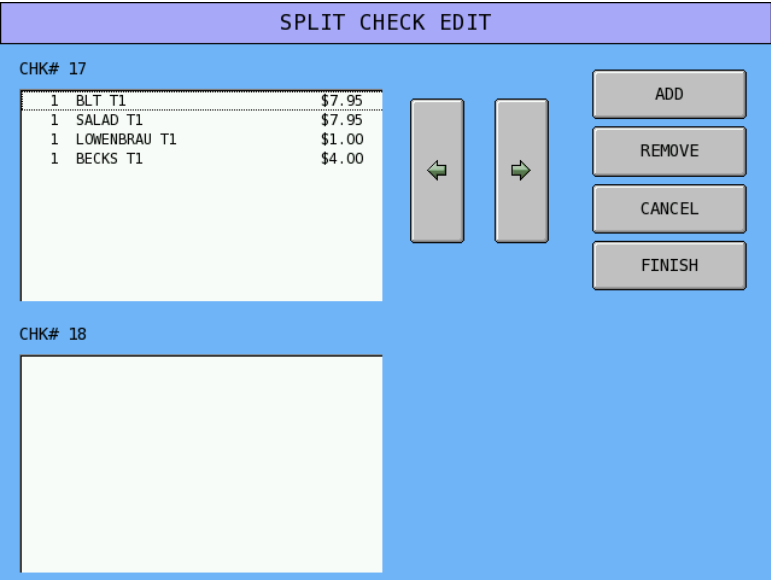 SPLIT CHECK EDIT
CHK# 17
1 BLT T1 $7.95
1 SALAD T1 $7.95
1 LOWENBRAU T1 $1.00
1 BECKS T1 $4.00
ADD
REMOVE
CANCEL
FINISH
CHK# 18